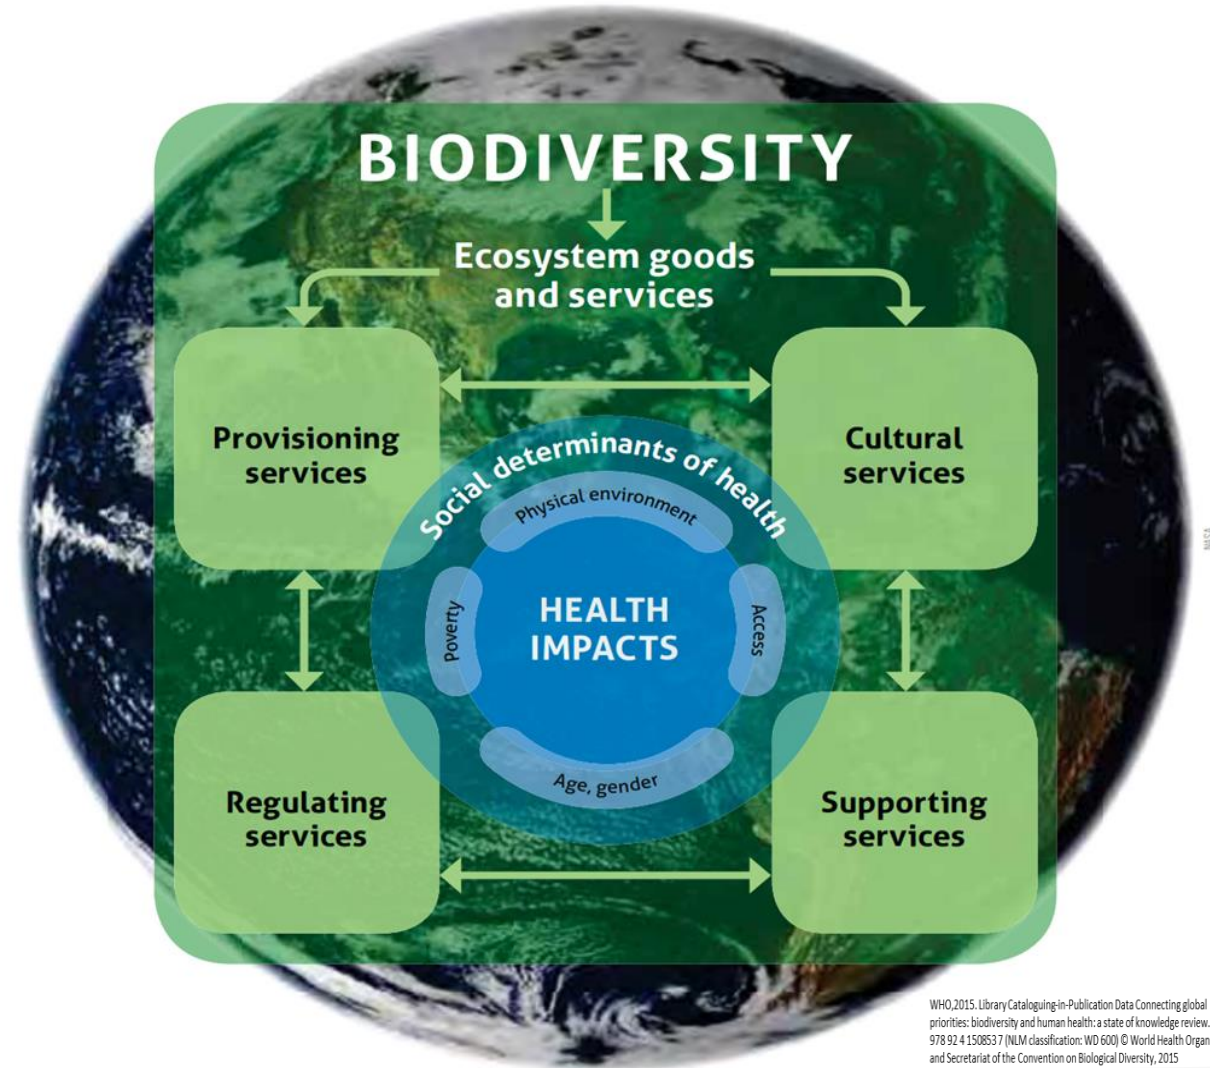 BIODIVERSITY
Ecosystem goods
and services
Provisioning
services
Cultural
services
Social determinants of health
Physical environment
Poverty
HEALTH
IMPACTS
Access
Age, gender
Regulating
services
Supporting
services
NASA
WHO,2015. Library Cataloguing-in-Publication Data Connecting global
priorities: biodiversity and human health: a state of knowledge review.
978 92 4 150853 7 (NLM classification: WD 600) © World Health Organ
and Secretariat of the Convention on Biological Diversity, 2015